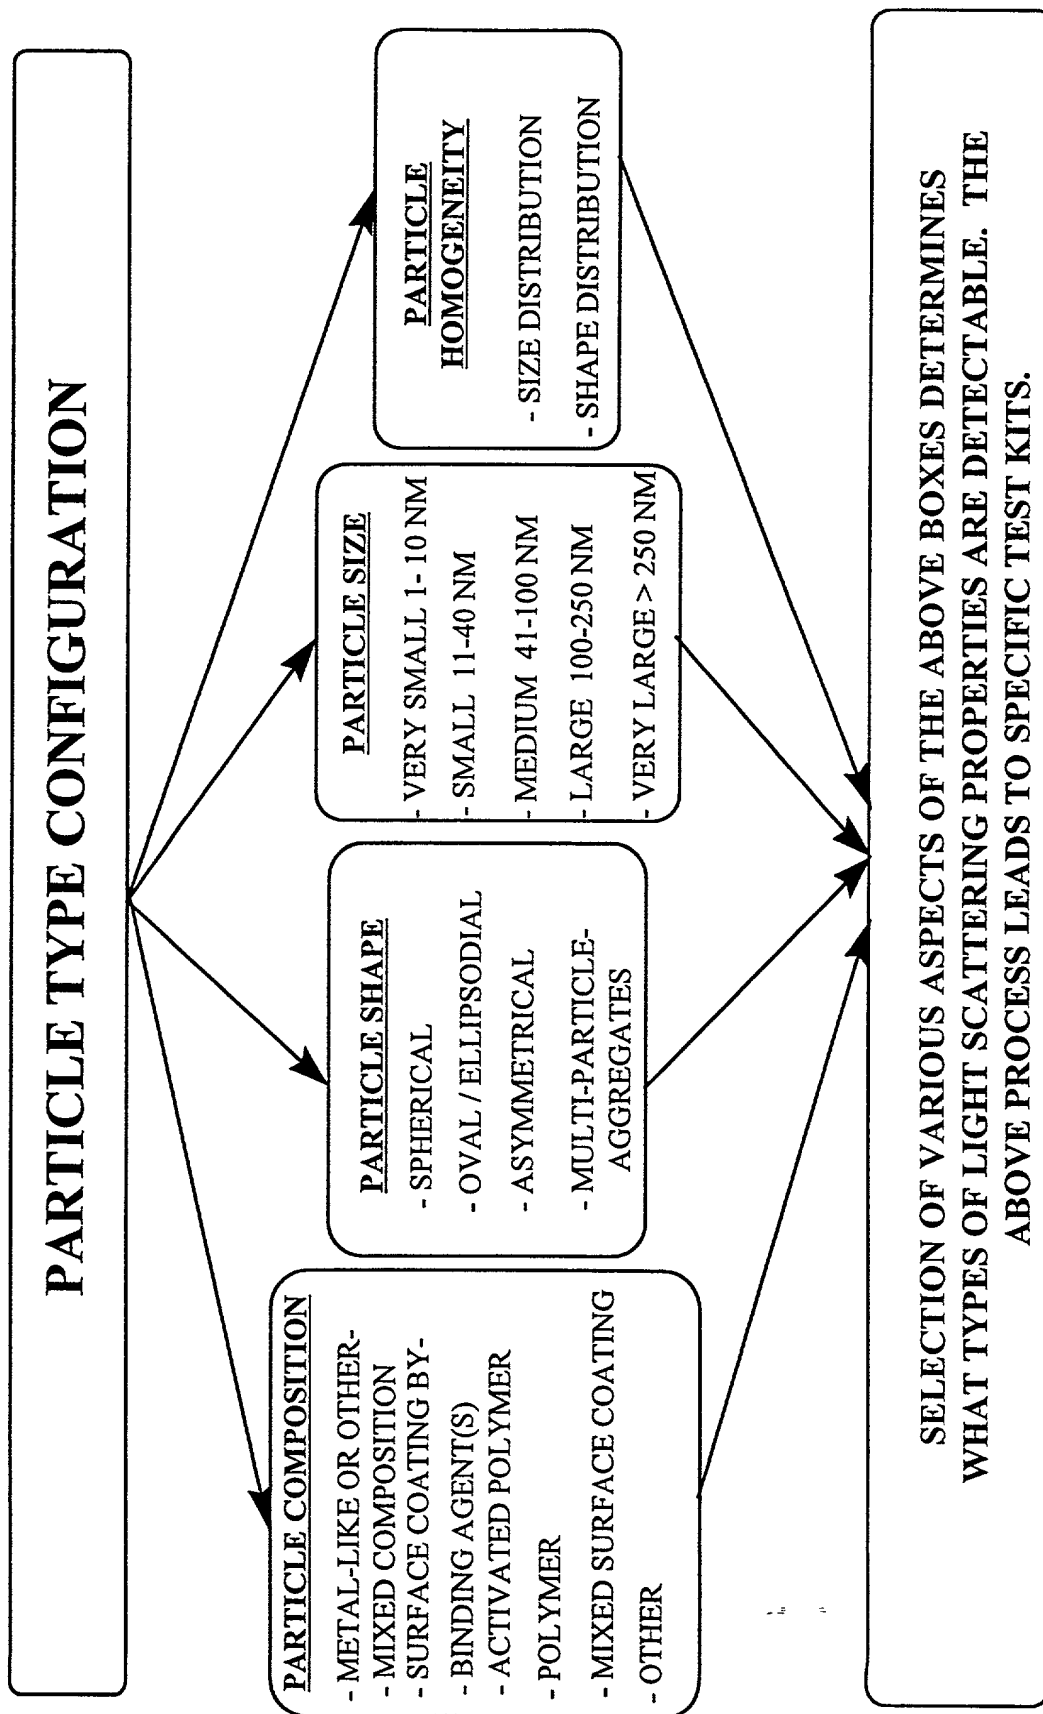 PARTICLE TYPE CONFIGURATION
PARTICLE COMPOSITION
- METAL-LIKE OR OTHER-
- MIXED COMPOSITION
- SURFACE COATING BY-
- BINDING AGENT(S)
- ACTIVATED POLYMER
- POLYMER
- MIXED SURFACE COATING
- OTHER
PARTICLE SHAPE
- SPHERICAL
- OVAL / ELLIPSODIAL
- ASYMMETRICAL
- MULTI-PARTICLE-
AGGREGATES
PARTICLE SIZE
- VERY SMALL 1- 10 NM
- SMALL 11-40 NM
- MEDIUM 41-100 NM
- LARGE 100-250 NM
- VERY LARGE > 250 NM
PARTICLE
HOMOGENEITY
- SIZE DISTRIBUTION
- SHAPE DISTRIBUTION
SELECTION OF VARIOUS ASPECTS OF THE ABOVE BOXES DETERMINES
WHAT TYPES OF LIGHT SCATTERING PROPERTIES ARE DETECTABLE. THE
ABOVE PROCESS LEADS TO SPECIFIC TEST KITS.